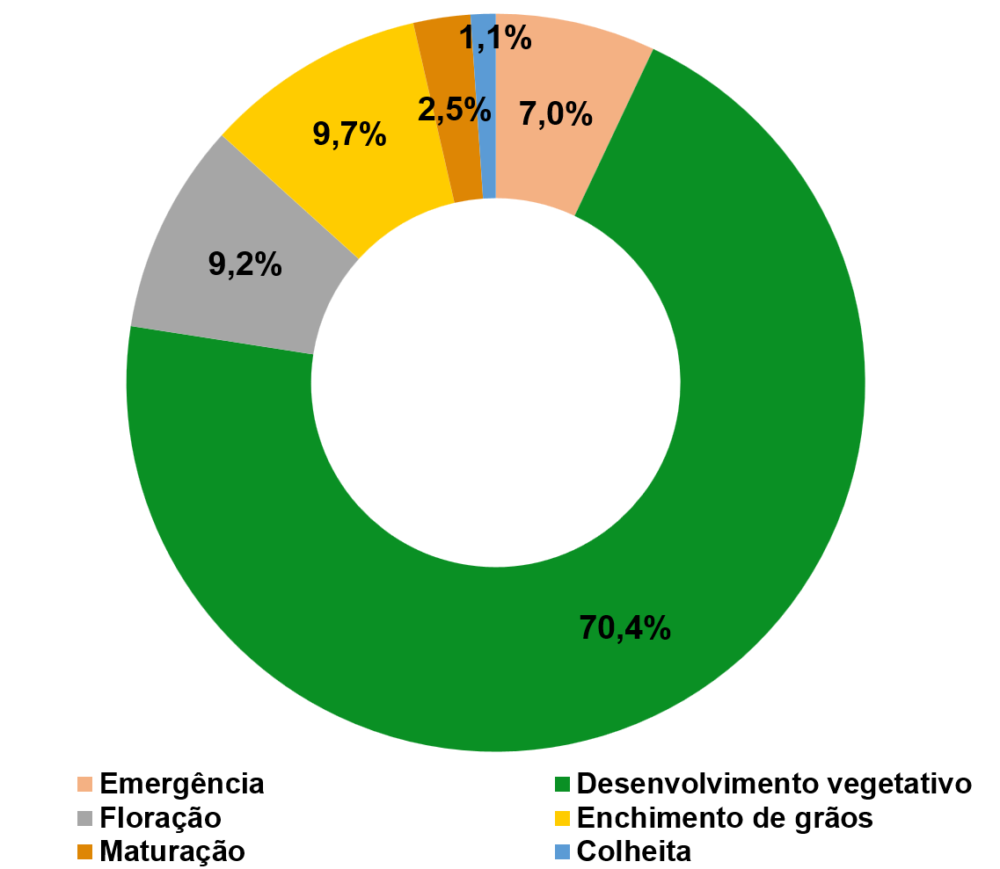 1,1%
2,5%
7,0%
9,7%
9,2%
70,4%
Emergência
Desenvolvimento vegetativo
Floração
Enchimento de grãos
Maturação
Colheita